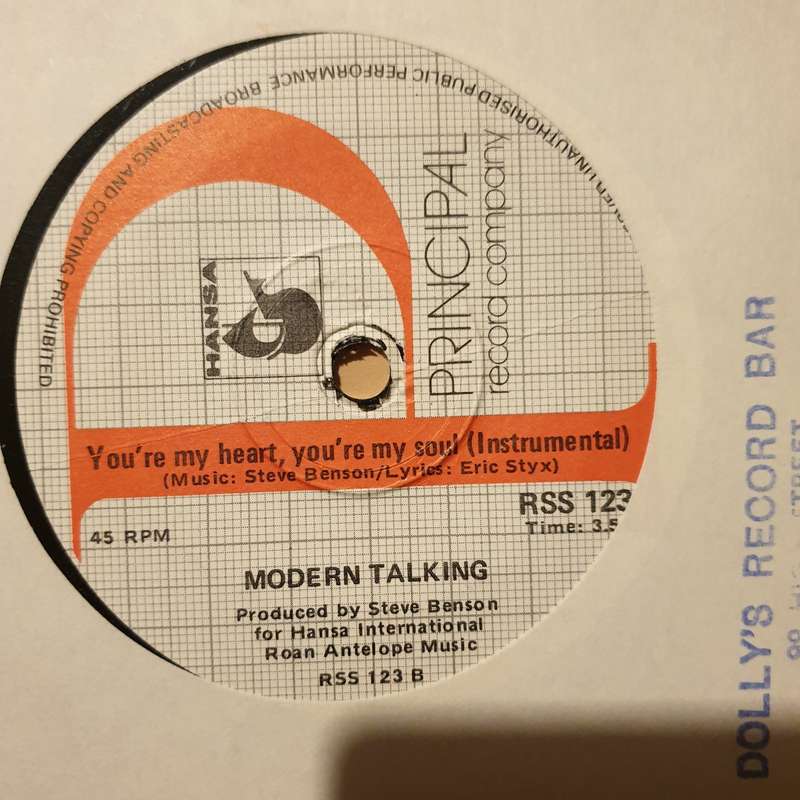 UNAUTHORISED PUBLIC PERFORMANCE BROADCASTING AND COPYING PROHIBITED
HANSA
PRINCIPAL
record company
You're my heart, you're my soul (Instrumental)
(Music: Steve Benson/Lyrics: Eric Styx)
RSS 123
45 RPM
Time: 3.5
MODERN TALKING
Produced by Steve Benson
for Hansa International
Roan Antelope Music
RSS 123 B
DOLLY'S RECORD BAR
STREET